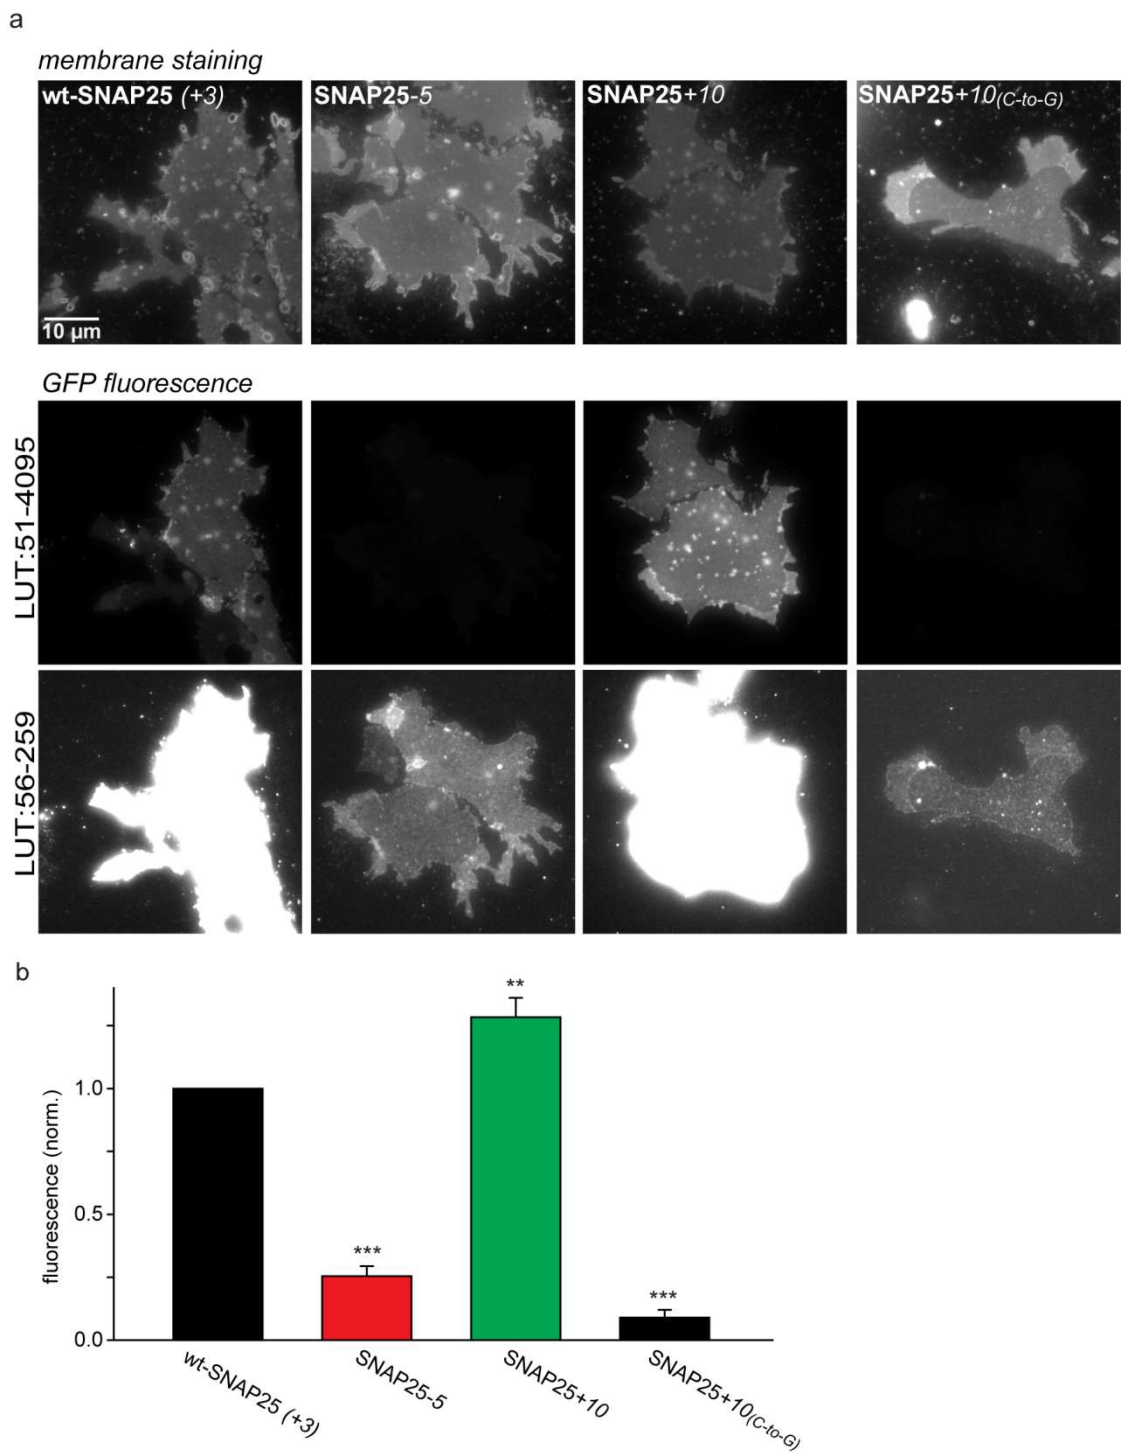 a
membrane staining
wt-SNAP25 (+3) SNAP25-5 SNAP25+10 SNAP25+10(C-to-G)
10 µm
GFP fluorescence
LUT:51-4095
LUT:56-259
b
fluorescence (norm.)
**
1.0
0.5
***
***
0.0
wt-SNAP25 (+3) SNAP25-5 SNAP25+10 SNAP25+10(C-to-G)